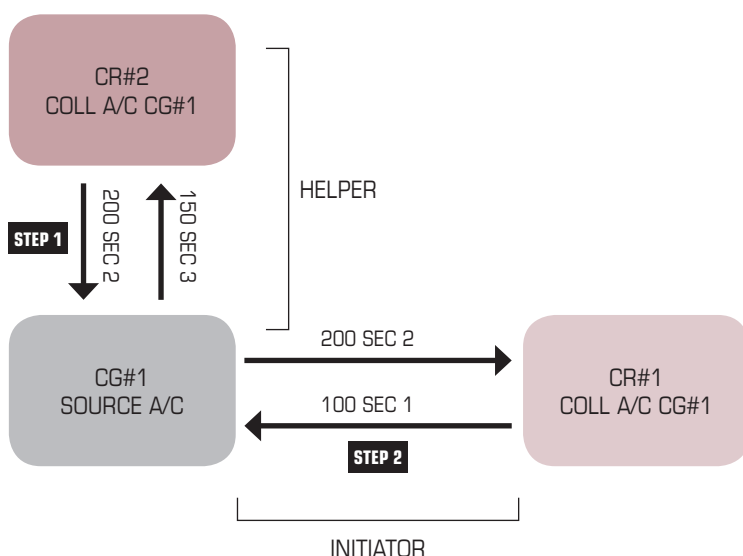 CR#2
COLL A/C CG#1
HELPER
STEP 1
200 SEC 2
150 SEC 3
CG#1
SOURCE A/C
200 SEC 2
100 SEC 1
STEP 2
CR#1
COLL A/C CG#1
INITIATOR